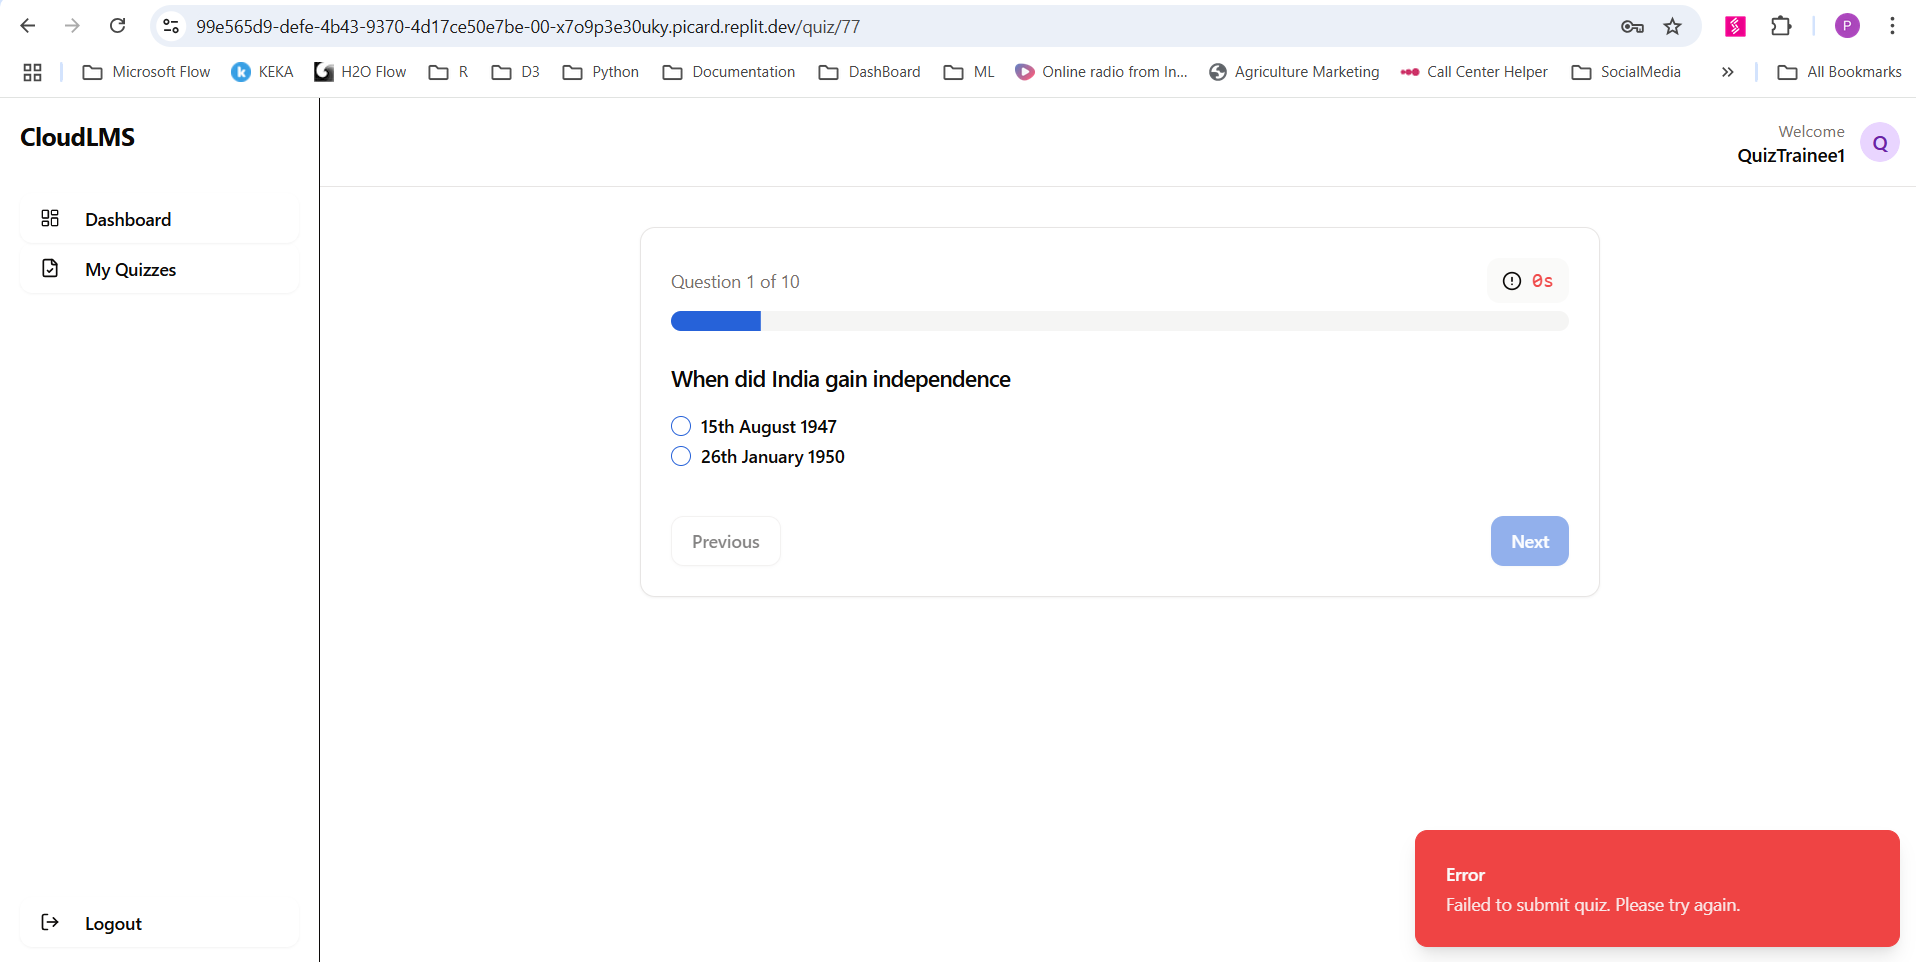 99e565d9-defe-4b43-9370-4d17ce50e7be-00-x7o9p3e30uky.picard.replit.dev/quiz/77
P
Microsoft Flow
KEKA
H2O Flow
R
D3
Python
Documentation
DashBoard
ML
Online radio from In...
Agriculture Marketing
Call Center Helper
SocialMedia
All Bookmarks
CloudLMS
Welcome
QuizTrainee1
Q
Dashboard
My Quizzes
Question 1 of 10
0s
When did India gain independence
15th August 1947
26th January 1950
Previous
Next
Error
Failed to submit quiz. Please try again.
Logout